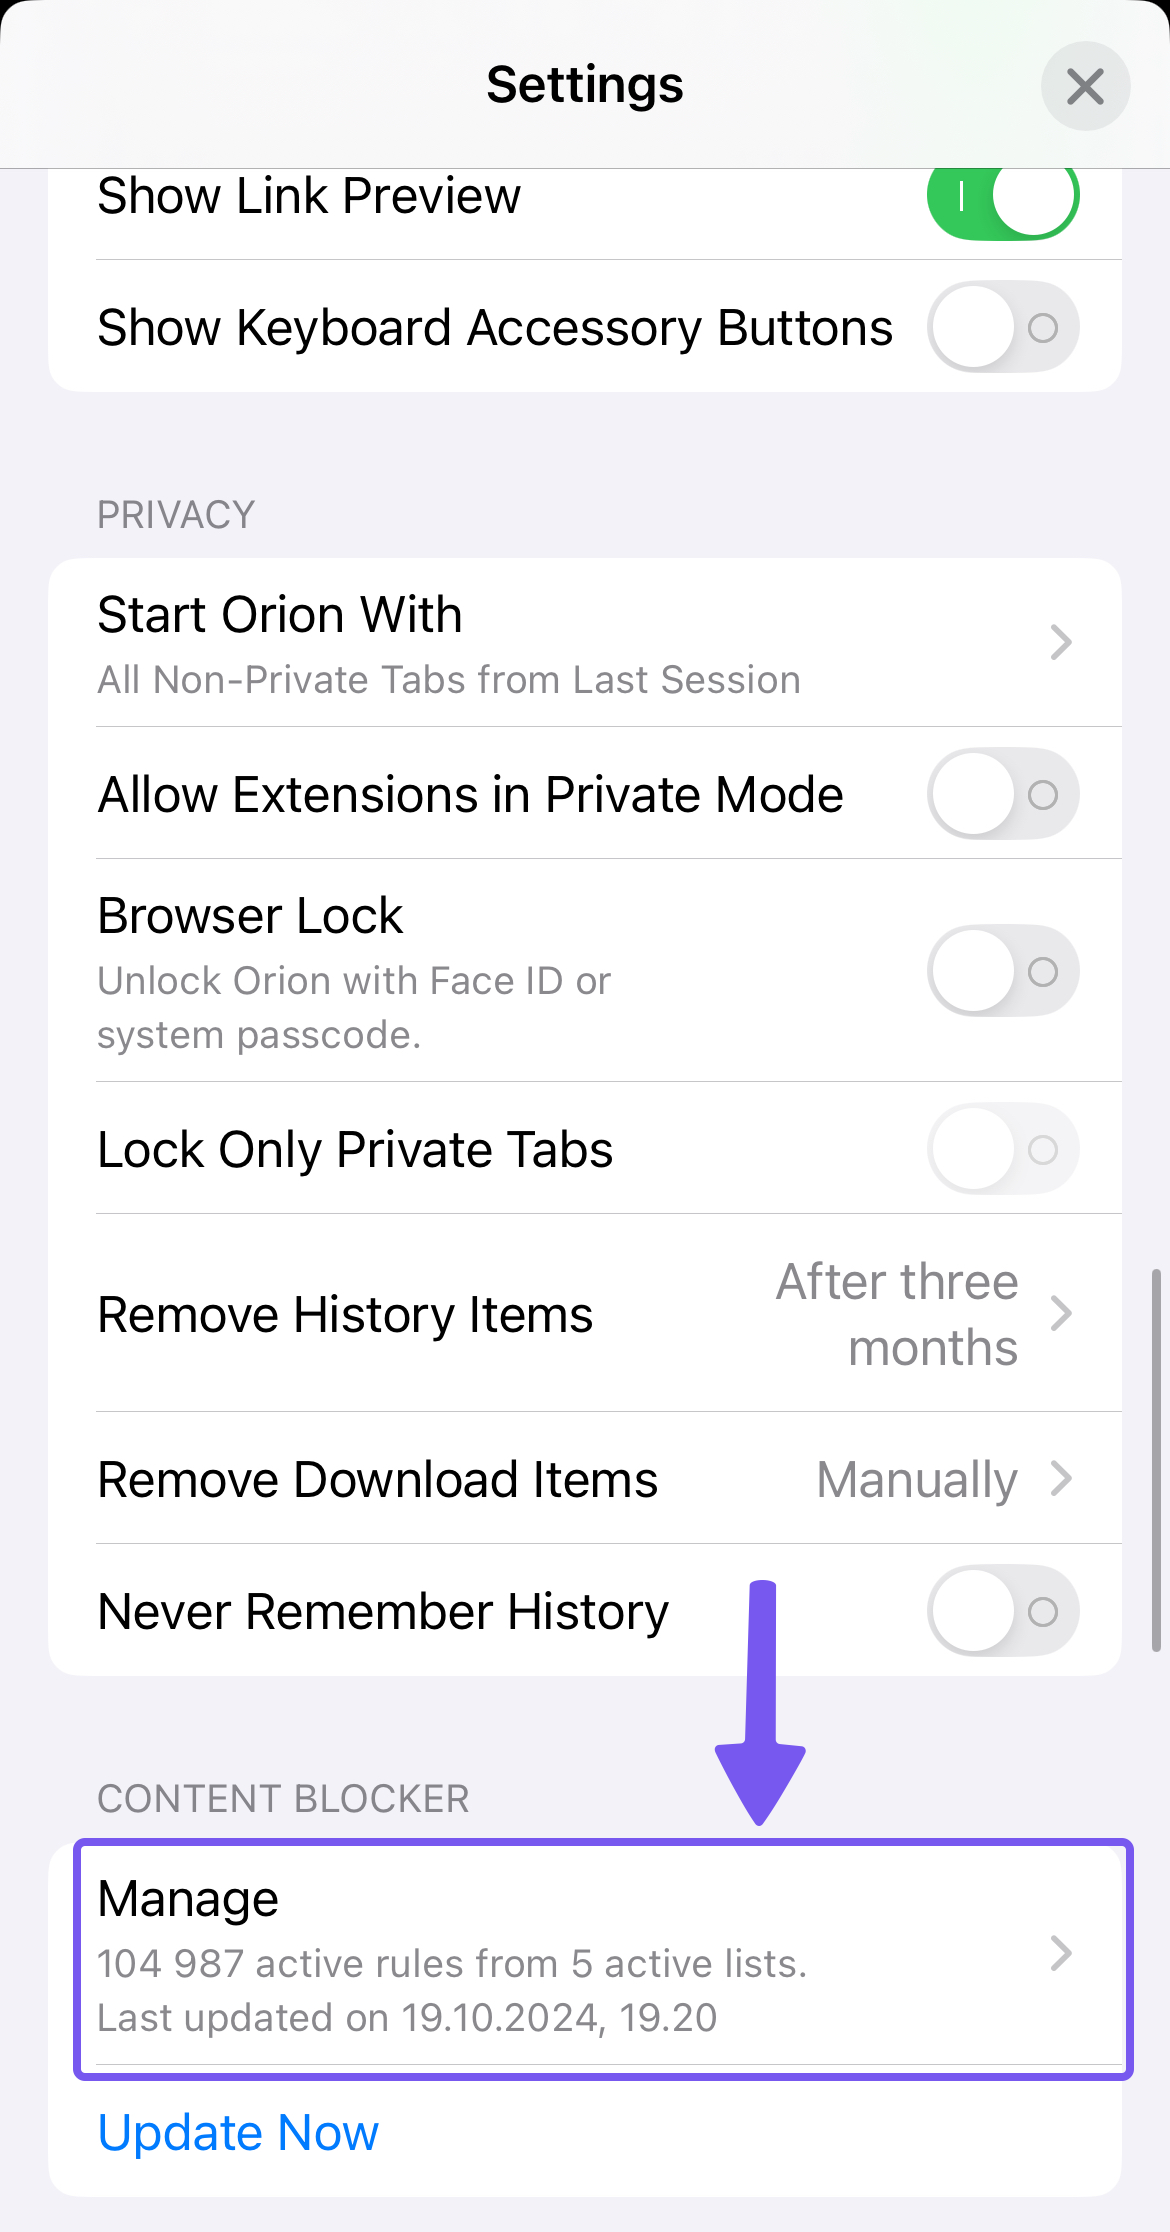 Settings
Show Link Preview
Show Keyboard Accessory Buttons
PRIVACY
Start Orion With
All Non-Private Tabs from Last Session
Allow Extensions in Private Mode
Browser Lock
Unlock Orion with Face ID or
system passcode.
Lock Only Private Tabs
Remove History Items
After three
months
Remove Download Items
Manually
Never Remember History
CONTENT BLOCKER
Manage
104 987 active rules from 5 active lists.
Last updated on 19.10.2024, 19.20
Update Now